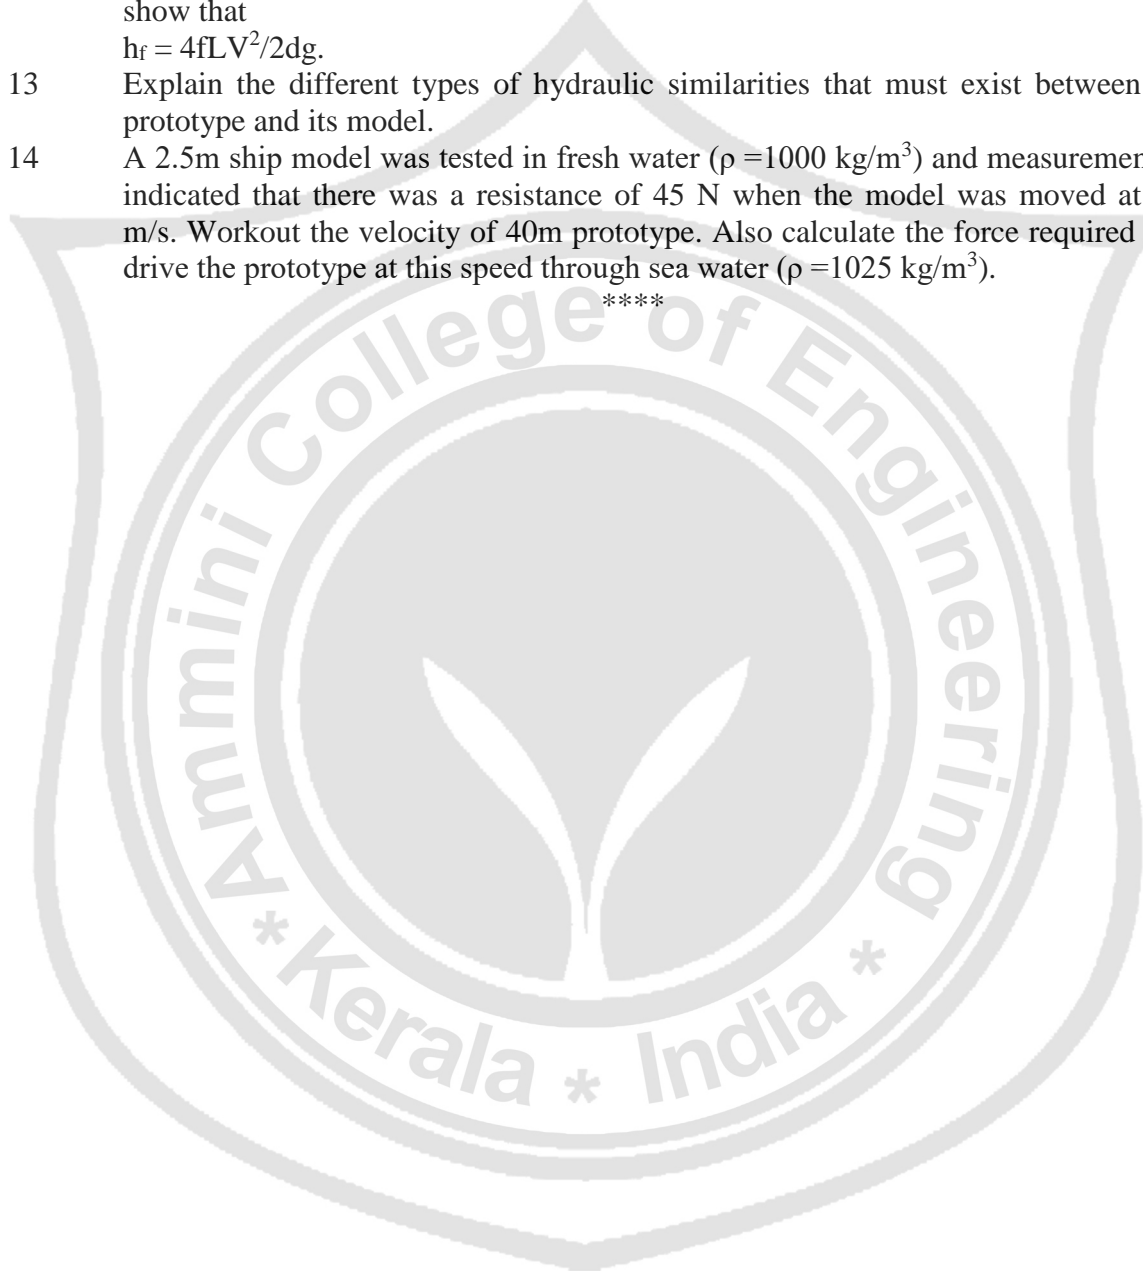 show that
h_f = 4fLV²/2dg.
13 Explain the different types of hydraulic similarities that must exist between
prototype and its model.
14 A 2.5m ship model was tested in fresh water (ρ =1000 kg/m³) and
indicated that there was a resistance of 45 N when the model was moved at
m/s. Workout the velocity of 40m prototype. Also calculate the force required
drive the prototype at this speed through sea water (ρ =1025 kg/m³).
****
Ammini College of Engineering
* Kerala * India *